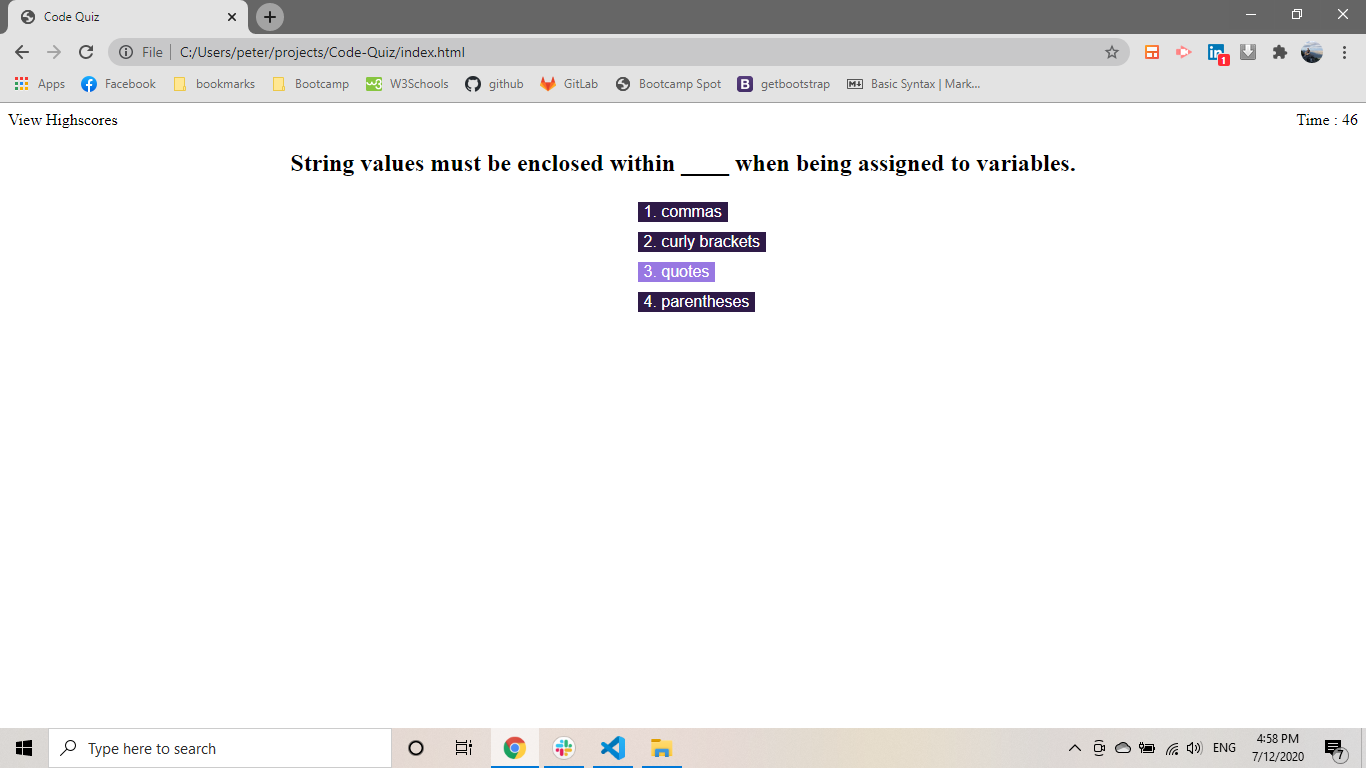 Code Quiz
File C:/Users/peter/projects/Code-Quiz/index.html
in 1
Apps Facebook bookmarks Bootcamp W3Schools github GitLab Bootcamp Spot B getbootstrap Basic Syntax | Mark...
View Highscores
Time : 46
String values must be enclosed within ____ when being assigned to variables.
1. commas
2. curly brackets
3. quotes
4. parentheses
Type here to search
ENG
4:58 PM
7/12/2020
7